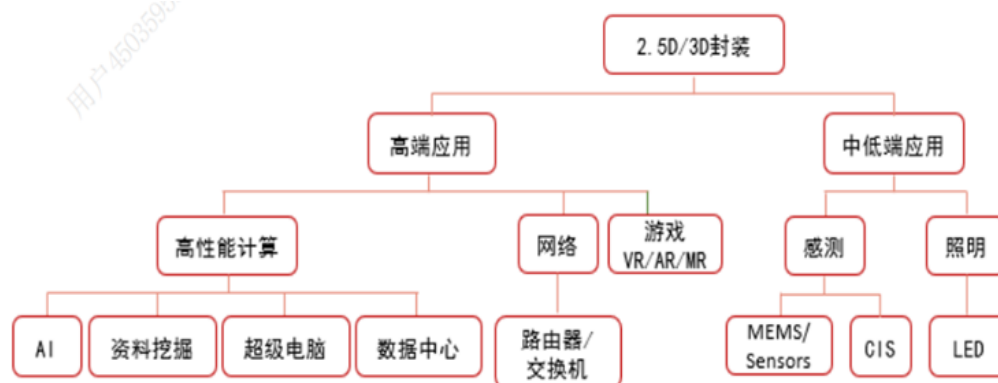 2.5D/3D封装
高端应用
中低端应用
高性能计算
网络
游戏
VR/AR/MR
感测
照明
AI
资料挖掘
超级电脑
数据中心
路由器/
交换机
MEMS/
Sensors
CIS
LED